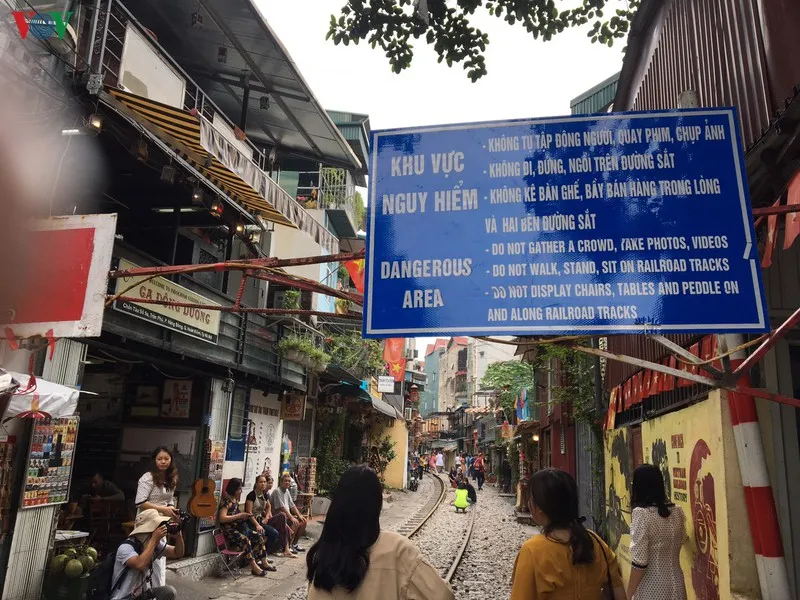 VOV
KHU VỰC
NGUY HIỂM
- KHÔNG TỤ TẬP ĐÔNG NGƯỜI, QUAY PHIM, CHỤP ẢNH
- KHÔNG ĐI, ĐỨNG, NGỒI TRÊN ĐƯỜNG SẮT
- KHÔNG KÊ BÀN GHẾ, BẦY BÁN HÀNG TRONG LÒNG
VÀ HAI BÊN ĐƯỜNG SẮT
DANGEROUS
AREA
- DO NOT GATHER A CROWD, TAKE PHOTOS, VIDEOS
- DO NOT WALK, STAND, SIT ON RAILROAD TRACKS
- DO NOT DISPLAY CHAIRS, TABLES AND PEDDLE ON
AND ALONG RAILROAD TRACKS
GA ĐÔNG DƯƠNG